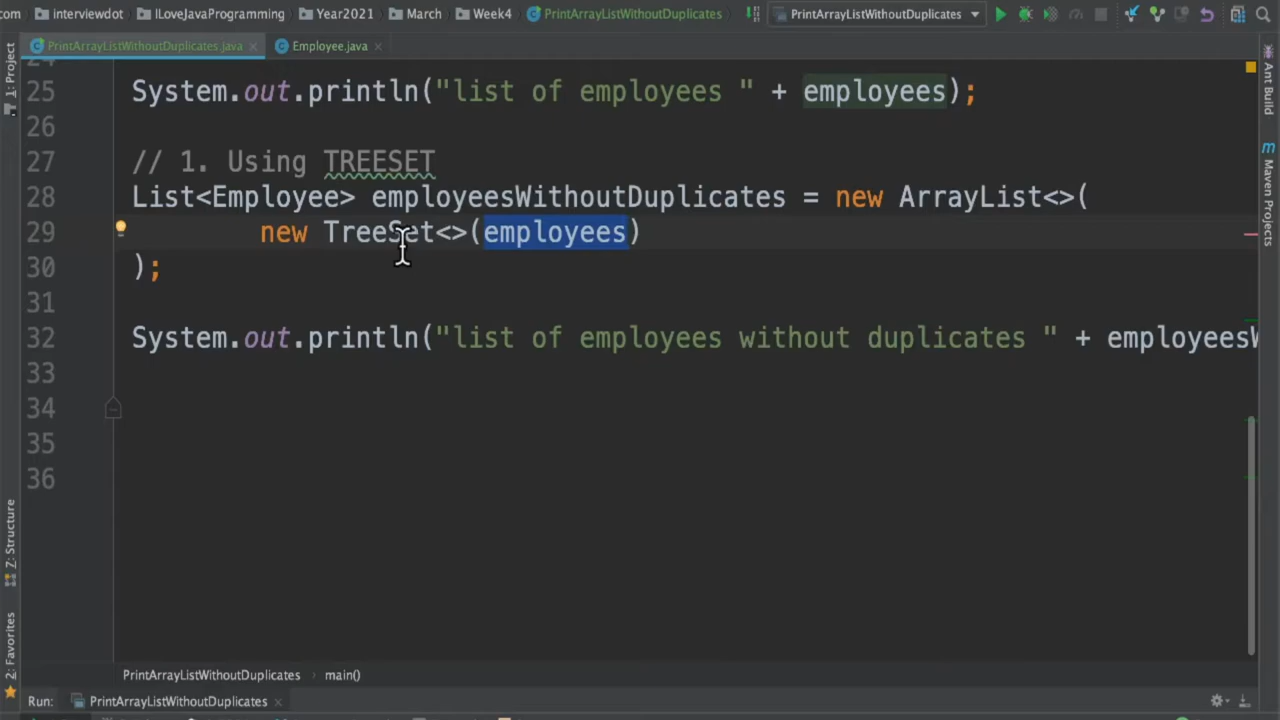 com interviewdot ILoveJavaProgramming Year2021 March Week4 PrintArrayListWithoutDuplicates PrintArrayListWithoutDuplicates
PrintArrayListWithoutDuplicates.java Employee.java
1: Project
25 System.out.println("list of employees " + employees);
26
27 // 1. Using TREESET
28 List<Employee> employeesWithoutDuplicates = new ArrayList<>(
29 new TreeSet<>(employees)
30 );
31
32 System.out.println("list of employees without duplicates " + employeesW
33
34
35
36
Ant Build
Maven Projects
Z: Structure
2: Favorites
PrintArrayListWithoutDuplicates main()
Run: PrintArrayListWithoutDuplicates